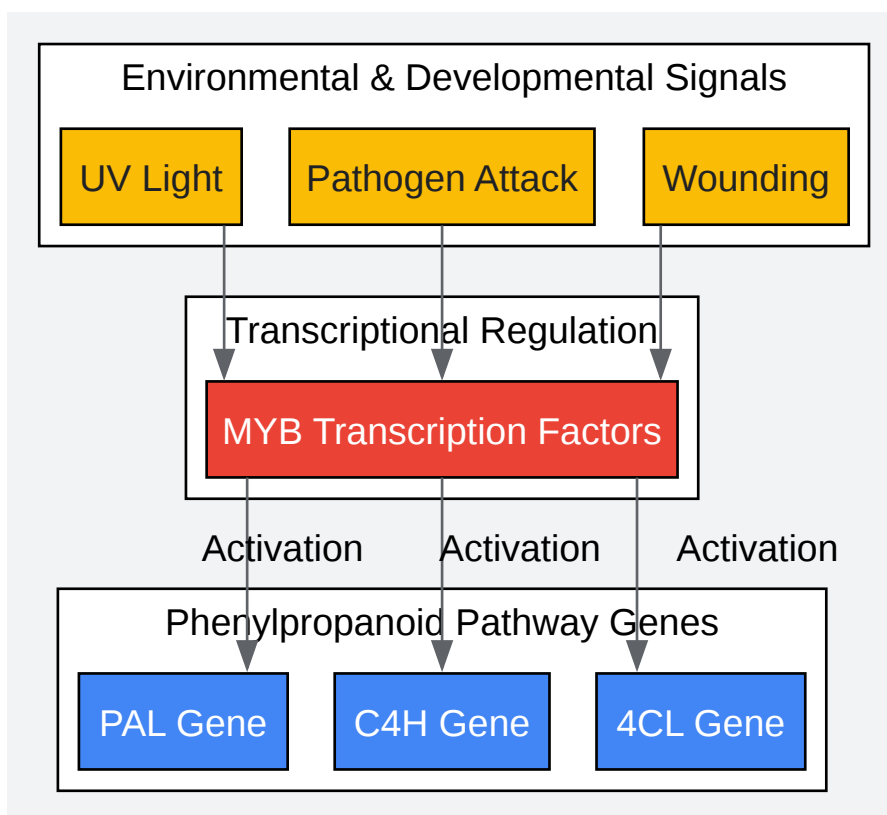 Environmental & Developmental Signals
UV Light
Pathogen Attack
Wounding
Transcriptional Regulation
MYB Transcription Factors
Activation
Activation
Activation
Phenylpropanoid Pathway Genes
PAL Gene
C4H Gene
4CL Gene